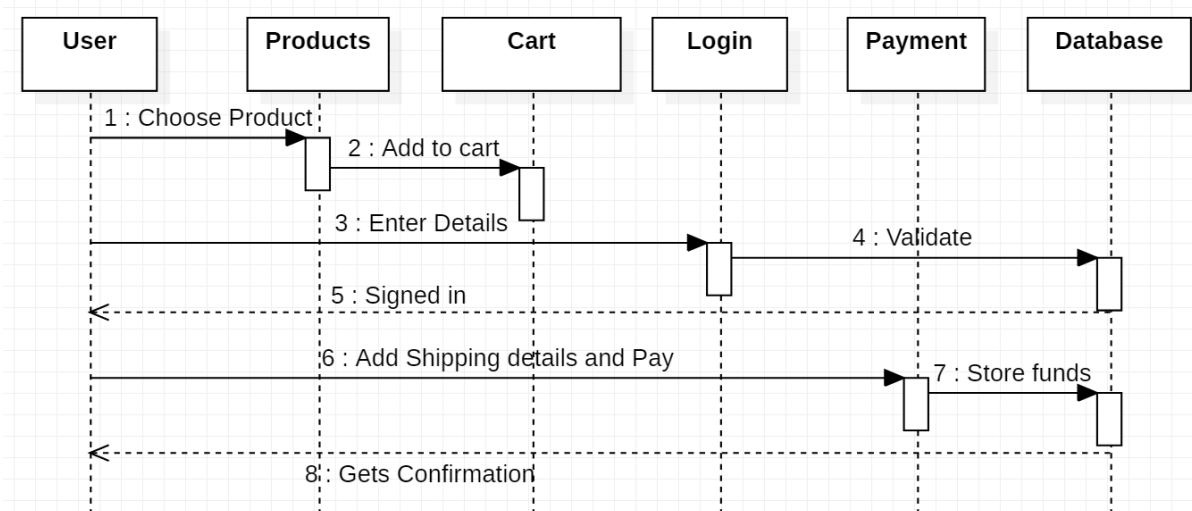 User
Products
Cart
Login
Payment
Database
1 : Choose Product
2 : Add to cart
3 : Enter Details
4 : Validate
5 : Signed in
6 : Add Shipping details and Pay
7 : Store funds
8 : Gets Confirmation